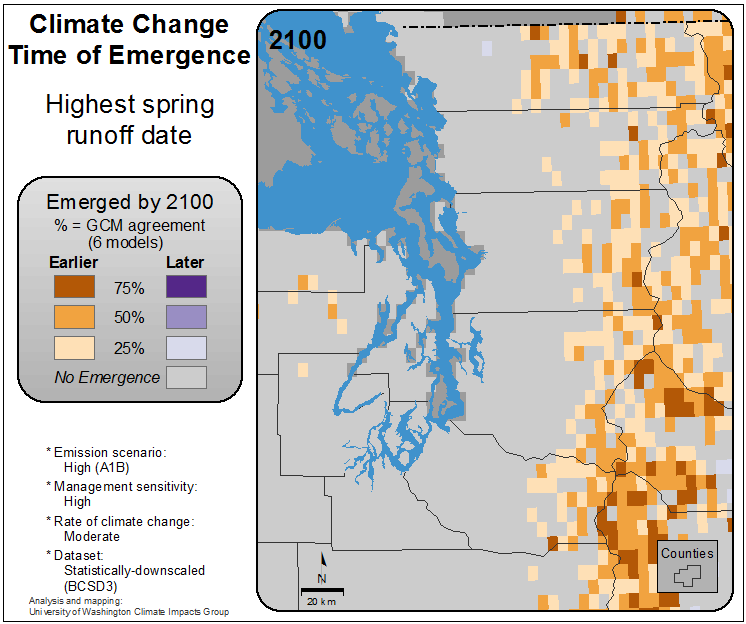 Climate Change
Time of Emergence
Highest spring
runoff date
Emerged by 2100
% = GCM agreement
(6 models)
Earlier Later
75%
50%
25%
No Emergence
* Emission scenario:
High (A1B)
* Management sensitivity:
High
* Rate of climate change:
Moderate
* Dataset:
Statistically-downscaled
(BCSD3)
Analysis and mapping:
University of Washington Climate Impacts Group
2100
N
20 km
Counties